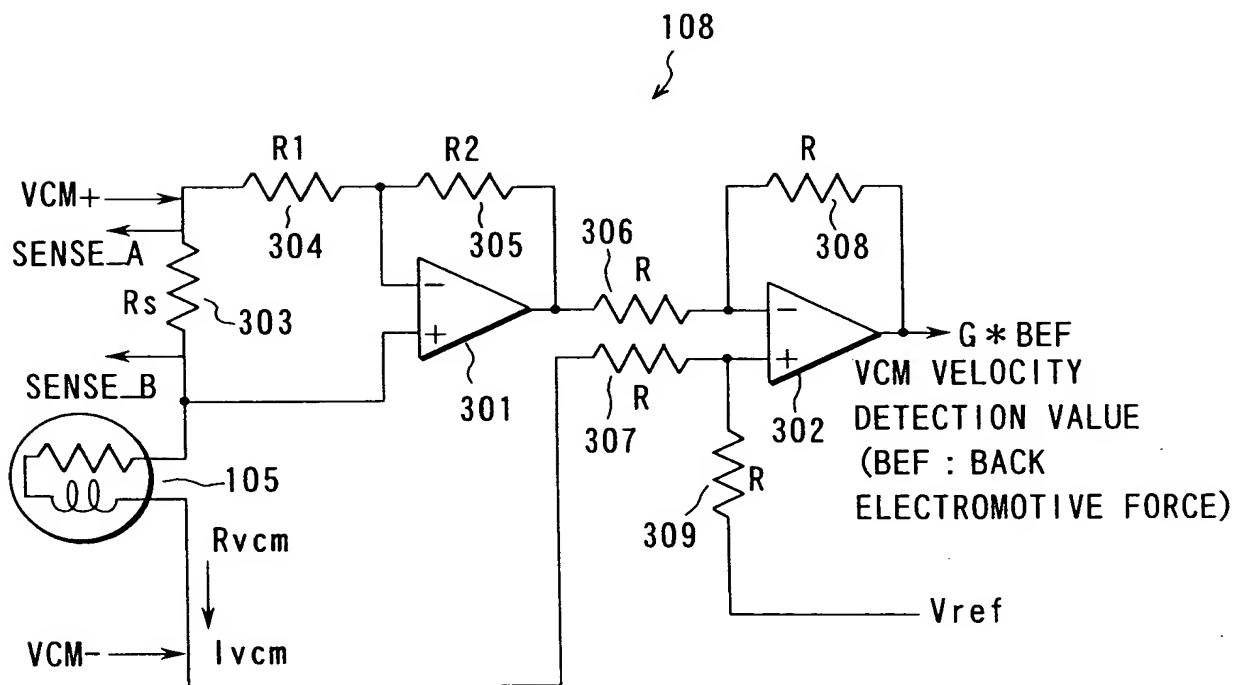 108
R1
R2
R
VCM+
304
305
306
308
SENSE_A
R
Rs
303
G*BEF
SENSE_B
301
R
302
VCM VELOCITY
307
DETECTION VALUE
105
R
(BEF : BACK
309
ELECTROMOTIVE FORCE)
Rvcm
Vref
VCM-
Ivcm